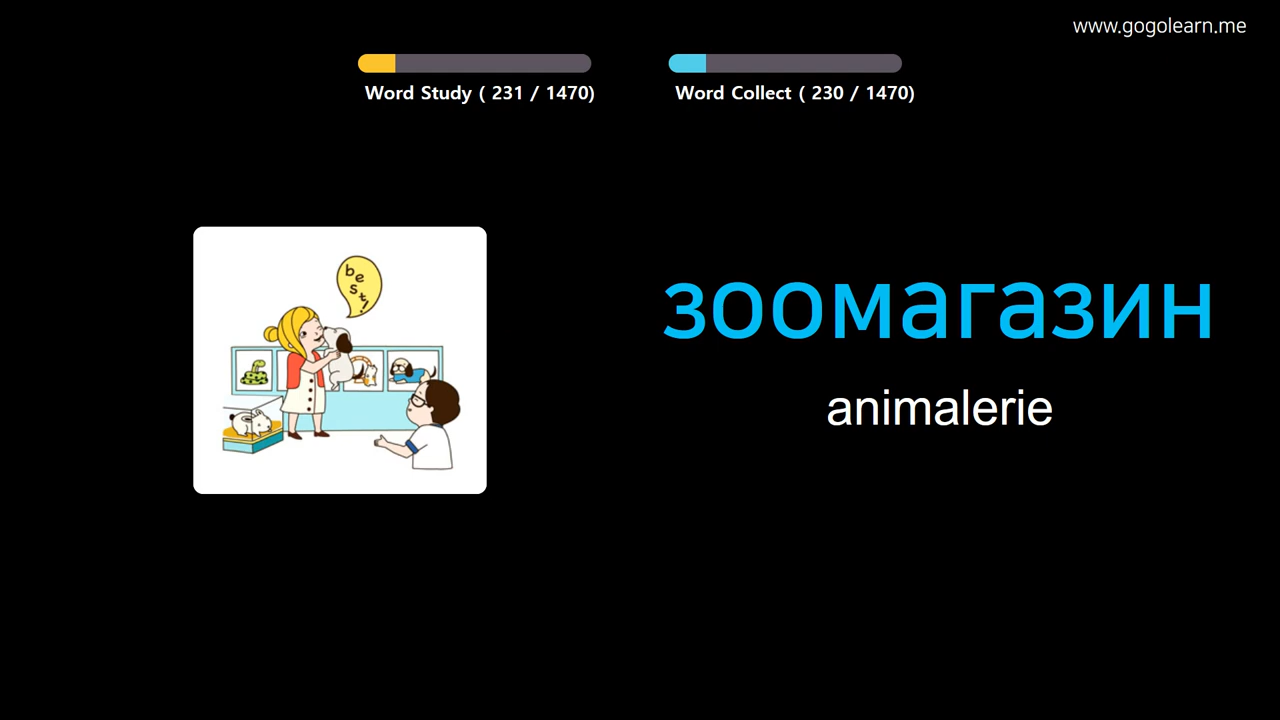 www.gogolearn.me
Word Study ( 231 / 1470)
Word Collect ( 230 / 1470)
best!
зоомагазин
animalerie